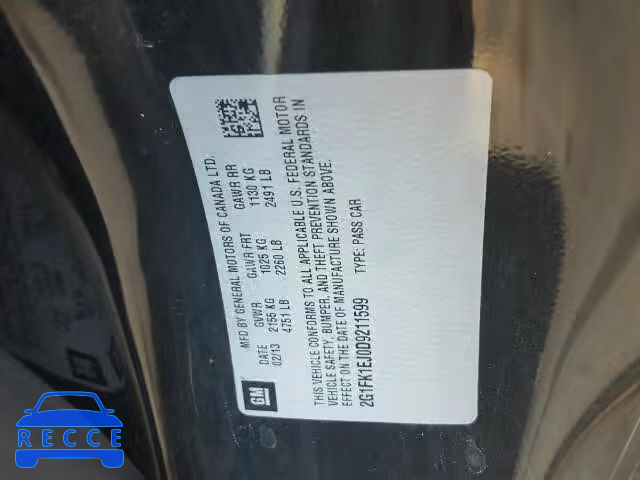 MFD BY GENERAL MOTORS OF CANADA LTD.
DATE GVWR GAWR FRT GAWR RR
02/13 2155 KG 1025 KG 1130 KG
4751 LB 2260 LB 2491 LB
GM
THIS VEHICLE CONFORMS TO ALL APPLICABLE U.S. FEDERAL MOTOR
VEHICLE SAFETY, BUMPER, AND THEFT PREVENTION STANDARDS IN
EFFECT ON THE DATE OF MANUFACTURE SHOWN ABOVE.
2G1FK1EJ0D9211599 TYPE: PASS CAR
RECCE